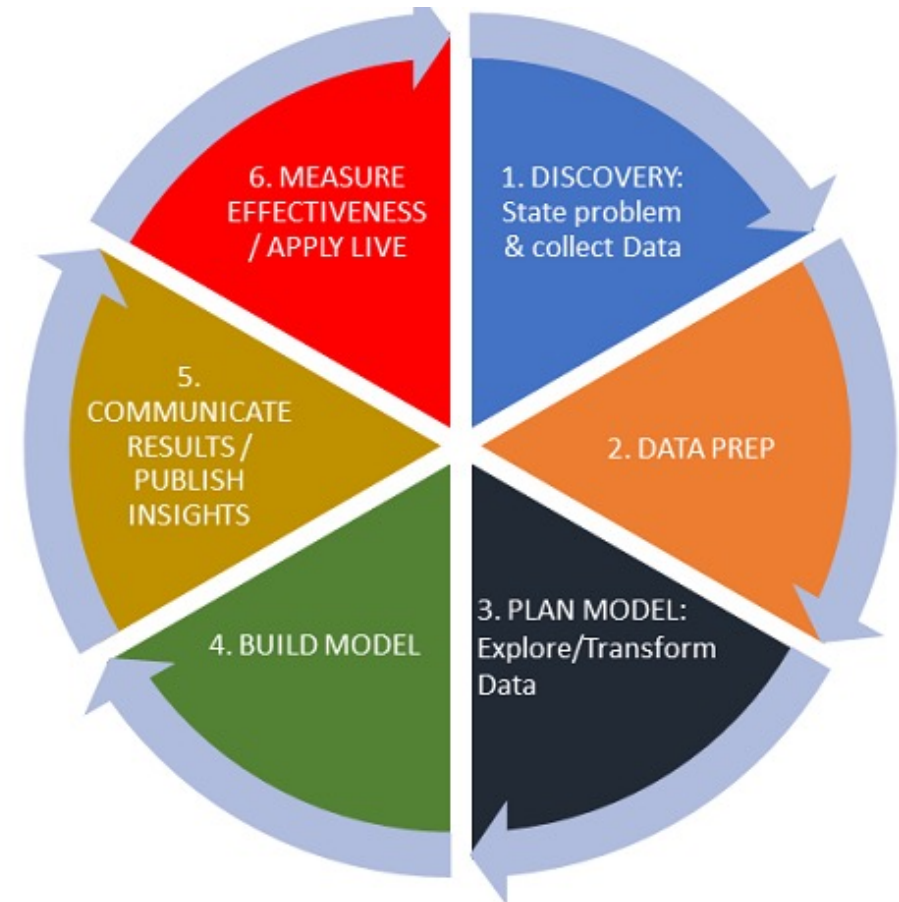 1. DISCOVERY:
State problem
& collect Data
2. DATA PREP
3. PLAN MODEL:
Explore/Transform
Data
4. BUILD MODEL
5.
COMMUNICATE
RESULTS /
PUBLISH
INSIGHTS
6. MEASURE
EFFECTIVENESS
/ APPLY LIVE